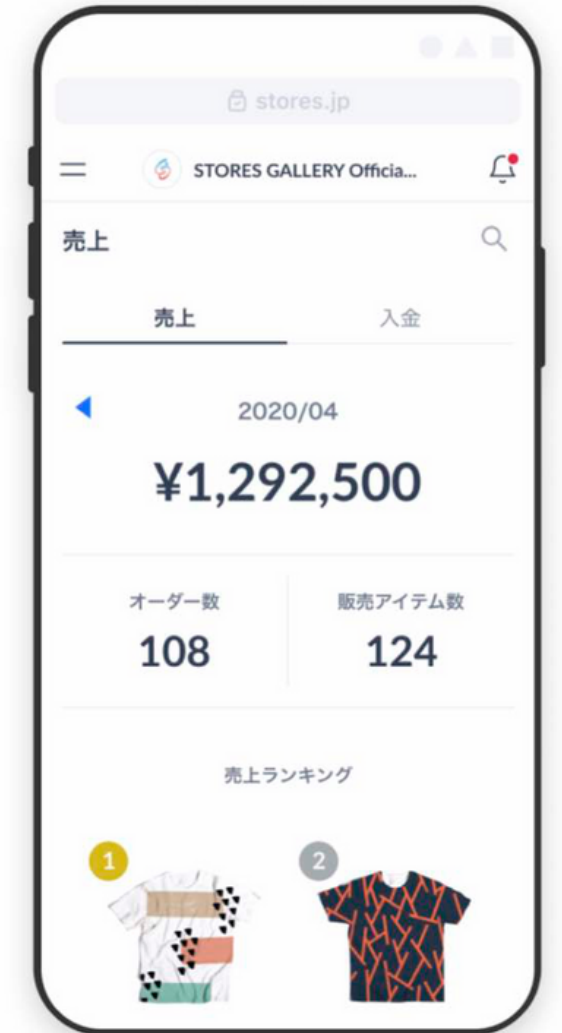 stores.jp
STORES GALLERY Officia...
売上
売上 入金
2020/04
¥1,292,500
オーダー数 販売アイテム数
108 124
売上ランキング
1 2